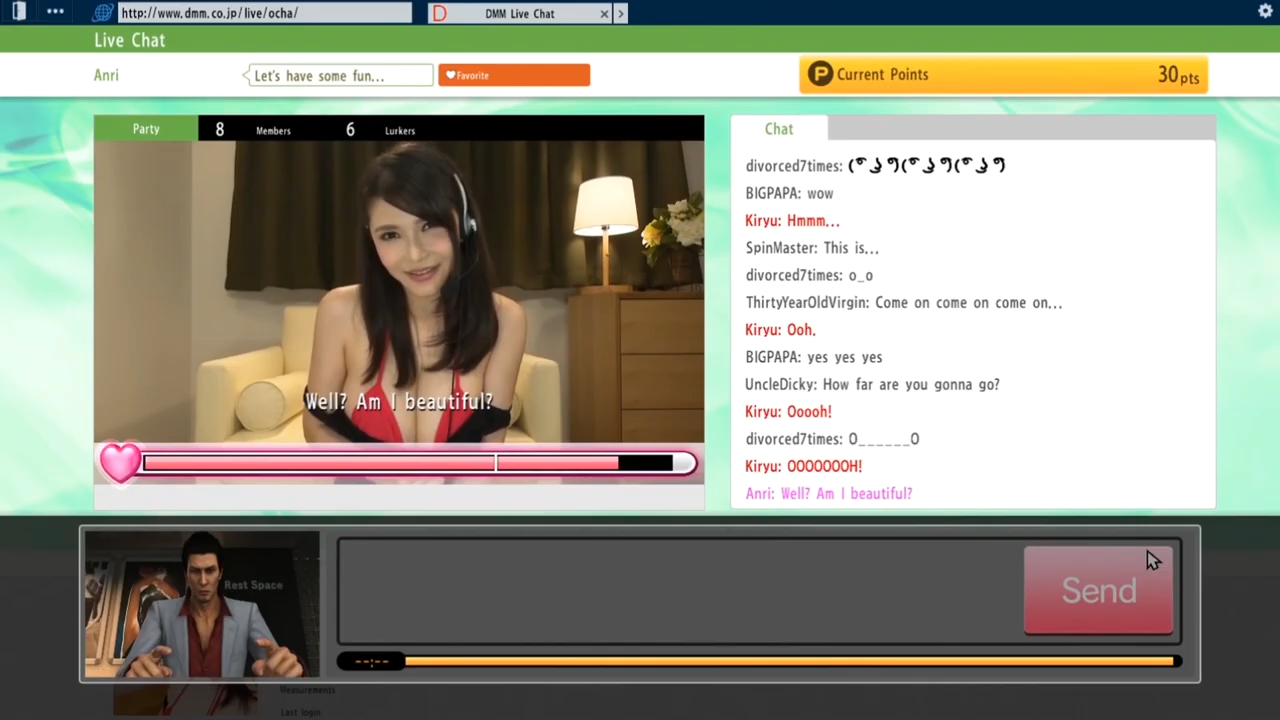 http://www.dmm.co.jp/live/ocha/
DMM Live Chat
Live Chat
Anri
Let's have some fun...
Favorite
P Current Points
30pts
Party
8 Members
6 Lurkers
Chat
divorced7times: ( ͡° ͜ʖ ͡°)( ͡° ͜ʖ ͡°)( ͡° ͜ʖ ͡°)
BIGPAPA: wow
Kiryu: Hmmm...
SpinMaster: This is...
divorced7times: o_o
ThirtyYearOldVirgin: Come on come on come on...
Kiryu: Ooh.
BIGPAPA: yes yes yes
UncleDicky: How far are you gonna go?
Kiryu: Ooooh!
divorced7times: O______O
Kiryu: OOOOOOOH!
Anri: Well? Am I beautiful?
Well? Am I beautiful?
Rest Space
Send
--:--
Measurements
Last login